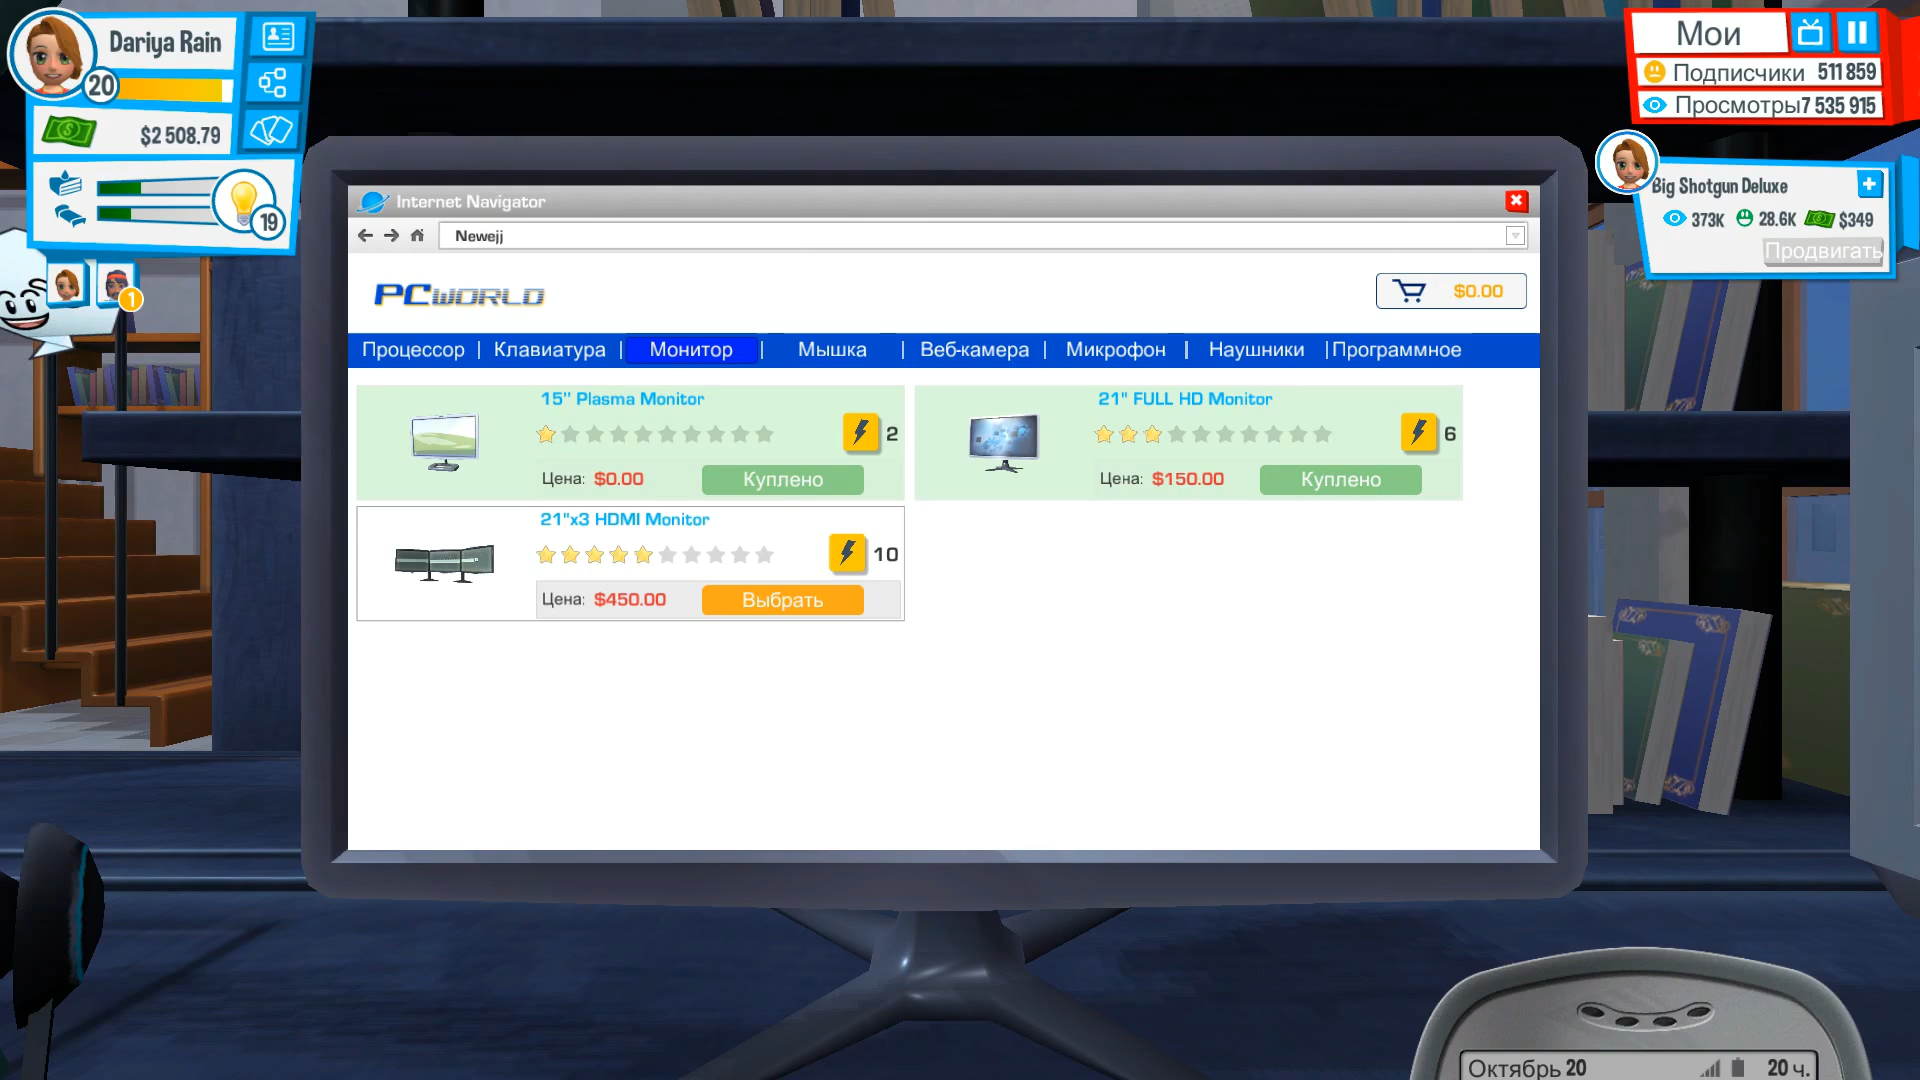 Dariya Rain
20
$2 508.79
19
1
Мои
Подписчики 511 859
Просмотры 7 535 915
Big Shotgun Deluxe
373K 28.6K $349
Продвигать
Internet Navigator
Newejj
PCWORLD
$0.00
Процессор | Клавиатура | Монитор | Мышка | Веб-камера | Микрофон | Наушники | Программное
15" Plasma Monitor
2
Цена: $0.00 Куплено
21" FULL HD Monitor
6
Цена: $150.00 Куплено
21"x3 HDMI Monitor
10
Цена: $450.00 Выбрать
Октябрь 20 20 ч.